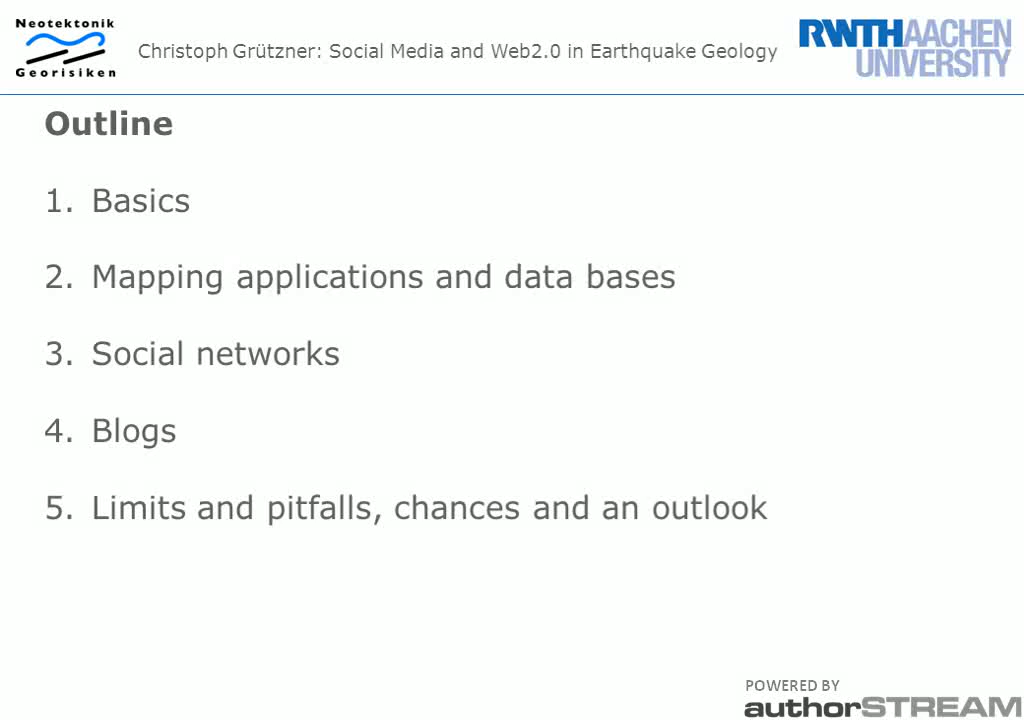 Neotektonik
Georisiken
Christoph Grützner: Social Media and Web2.0 in Earthquake Geology
RWTHAACHEN
UNIVERSITY
Outline
1. Basics
2. Mapping applications and data bases
3. Social networks
4. Blogs
5. Limits and pitfalls, chances and an outlook
POWERED BY
authorSTREAM